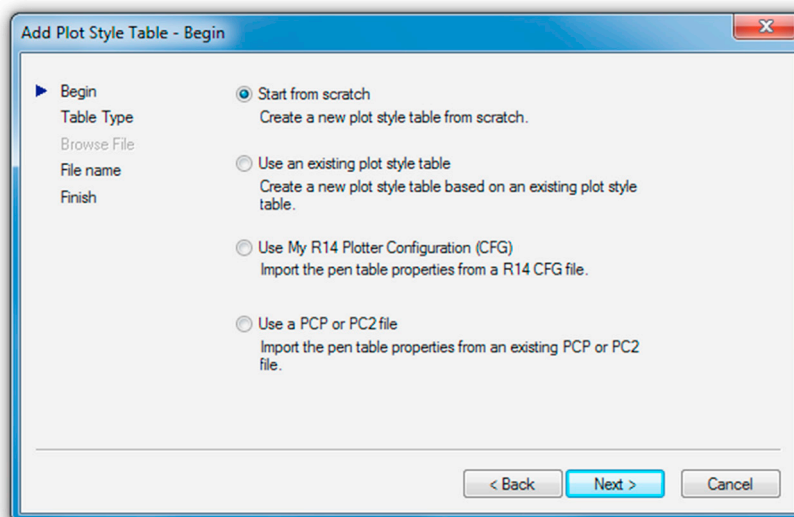 Add Plot Style Table - Begin
Begin
Table Type
Browse File
File name
Finish
Start from scratch
Create a new plot style table from scratch.
Use an existing plot style table
Create a new plot style table based on an existing plot style
table.
Use My R14 Plotter Configuration (CFG)
Import the pen table properties from a R14 CFG file.
Use a PCP or PC2 file
Import the pen table properties from an existing PCP or PC2
file.
< Back
Next >
Cancel